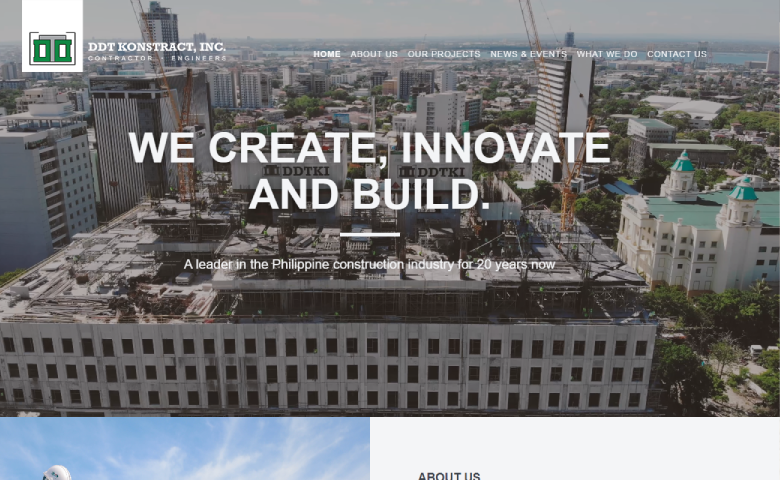 DDT KONSTRACT, INC.
CONTRACTOR · ENGINEERS
HOME ABOUT US OUR PROJECTS NEWS & EVENTS WHAT WE DO CONTACT US
WE CREATE, INNOVATE
DDTKI DDTKI
AND BUILD.
A leader in the Philippine construction industry for 20 years now
ABOUT US